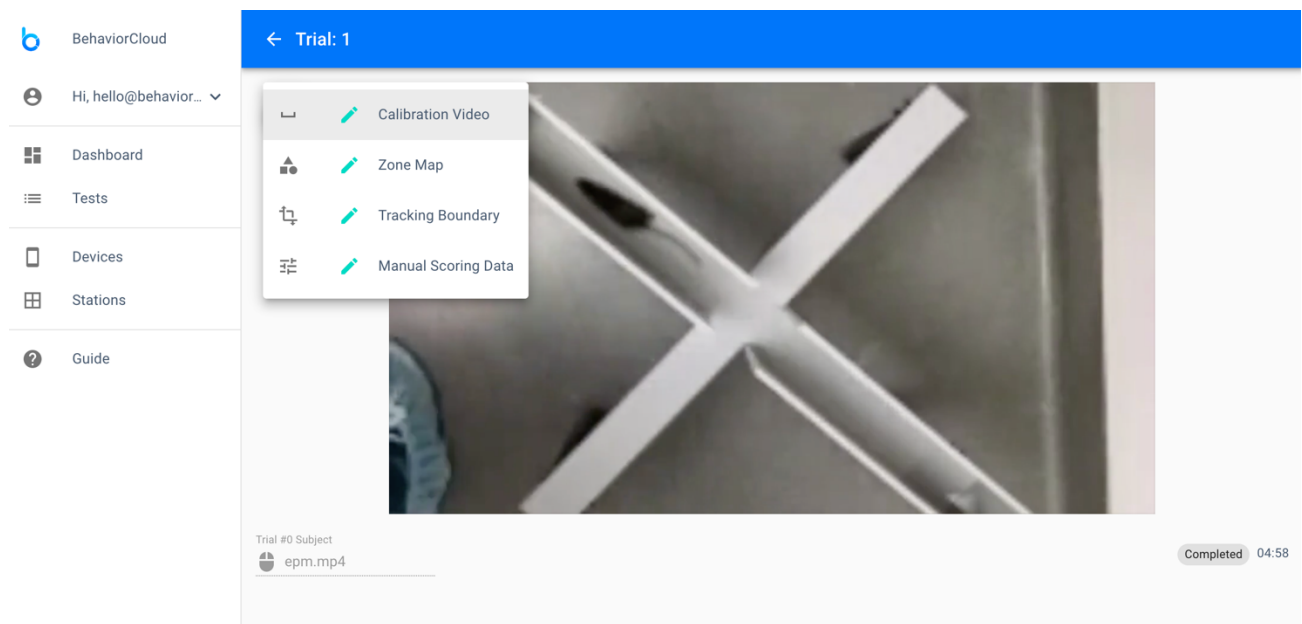 BehaviorCloud
Hi, hello@behavior...
Dashboard
Tests
Devices
Stations
Guide
Trial: 1
Calibration Video
Zone Map
Tracking Boundary
Manual Scoring Data
Trial #0 Subject
epm.mp4
Completed 04:58